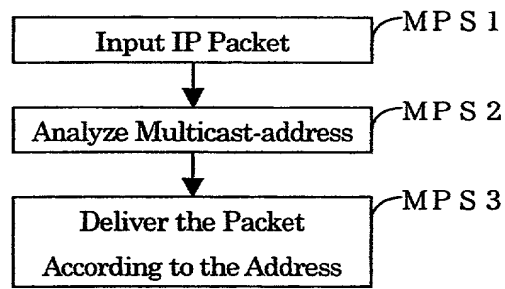 MPS1
Input IP Packet
MPS2
Analyze Multicast-address
MPS3
Deliver the Packet
According to the Address